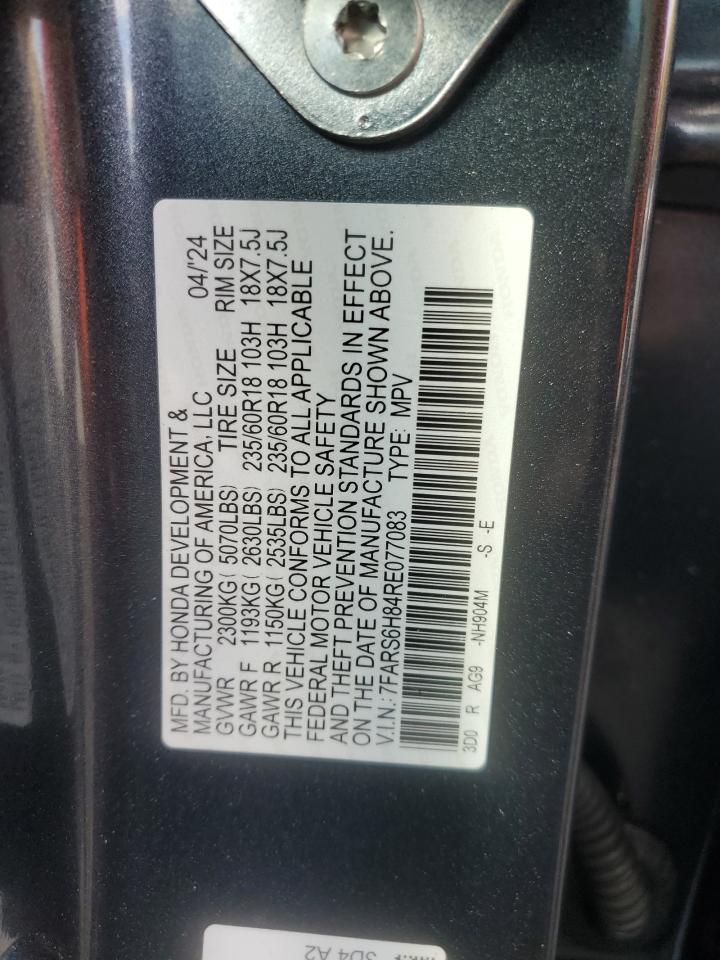 MFD. BY HONDA DEVELOPMENT &
MANUFACTURING OF AMERICA, LLC 04/'24
GVWR 2300KG ( 5070LBS) TIRE SIZE RIM SIZE
GAWR F 1193KG ( 2630LBS) 235/60R18 103H 18X7.5J
GAWR R 1150KG ( 2535LBS) 235/60R18 103H 18X7.5J
THIS VEHICLE CONFORMS TO ALL APPLICABLE
FEDERAL MOTOR VEHICLE SAFETY
AND THEFT PREVENTION STANDARDS IN EFFECT
ON THE DATE OF MANUFACTURE SHOWN ABOVE.
V.I.N.: 7FARS6H84RE077083 TYPE: MPV
3D0 R AG9 -NH904M -S -E
3D4 A2